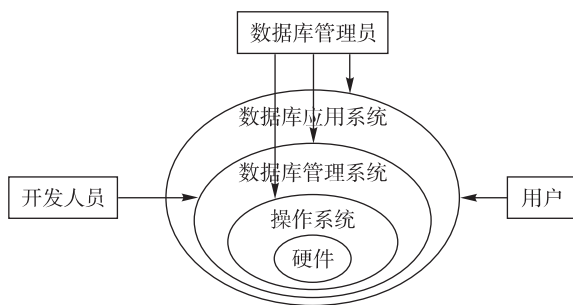 数据库管理员
数据库应用系统
数据库管理系统
开发人员
用户
操作系统
硬件